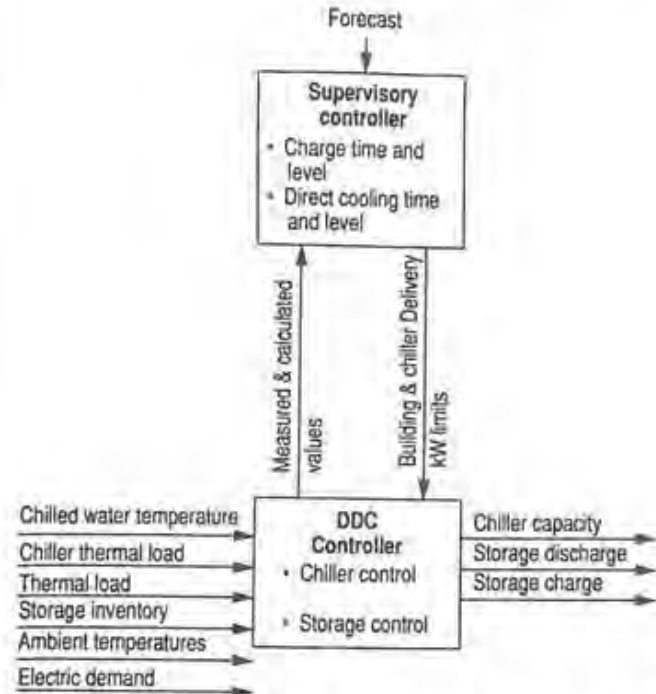 Forecast
Supervisory
controller
• Charge time and
level
• Direct cooling time
and level
Measured & calculated
values
Building & chiller Delivery
kW limits
Chilled water temperature
Chiller thermal load
Thermal load
Storage inventory
Ambient temperatures
Electric demand
DDC
Controller
• Chiller control
• Storage control
Chiller capacity
Storage discharge
Storage charge